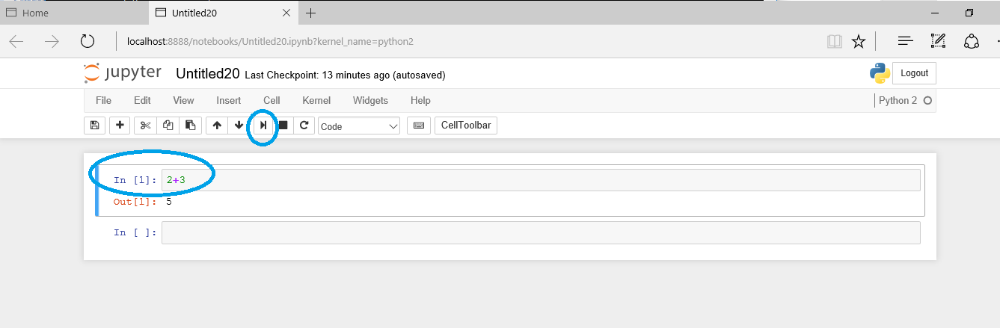 Home Untitled20
localhost:8888/notebooks/Untitled20.ipynb?kernel_name=python2
jupyter Untitled20 Last Checkpoint: 13 minutes ago (autosaved) Logout
File Edit View Insert Cell Kernel Widgets Help Python 2
Code CellToolbar
In [1]: 2+3
Out[1]: 5
In [ ]: